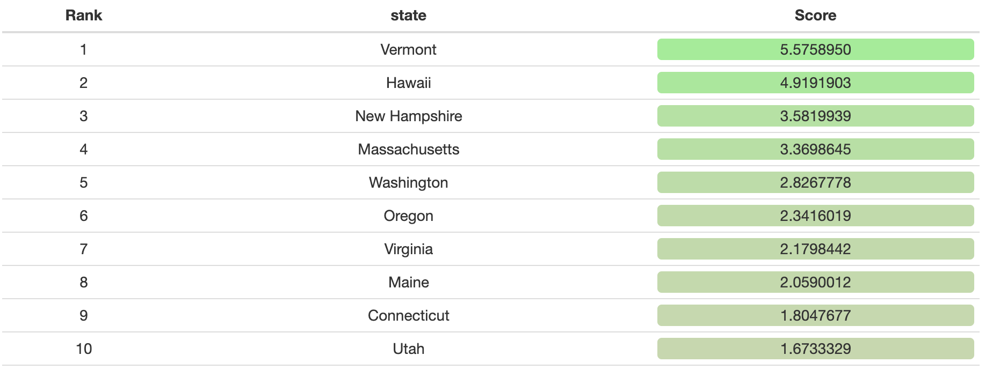 Rank state Score
1 Vermont 5.5758950
2 Hawaii 4.9191903
3 New Hampshire 3.5819939
4 Massachusetts 3.3698645
5 Washington 2.8267778
6 Oregon 2.3416019
7 Virginia 2.1798442
8 Maine 2.0590012
9 Connecticut 1.8047677
10 Utah 1.6733329